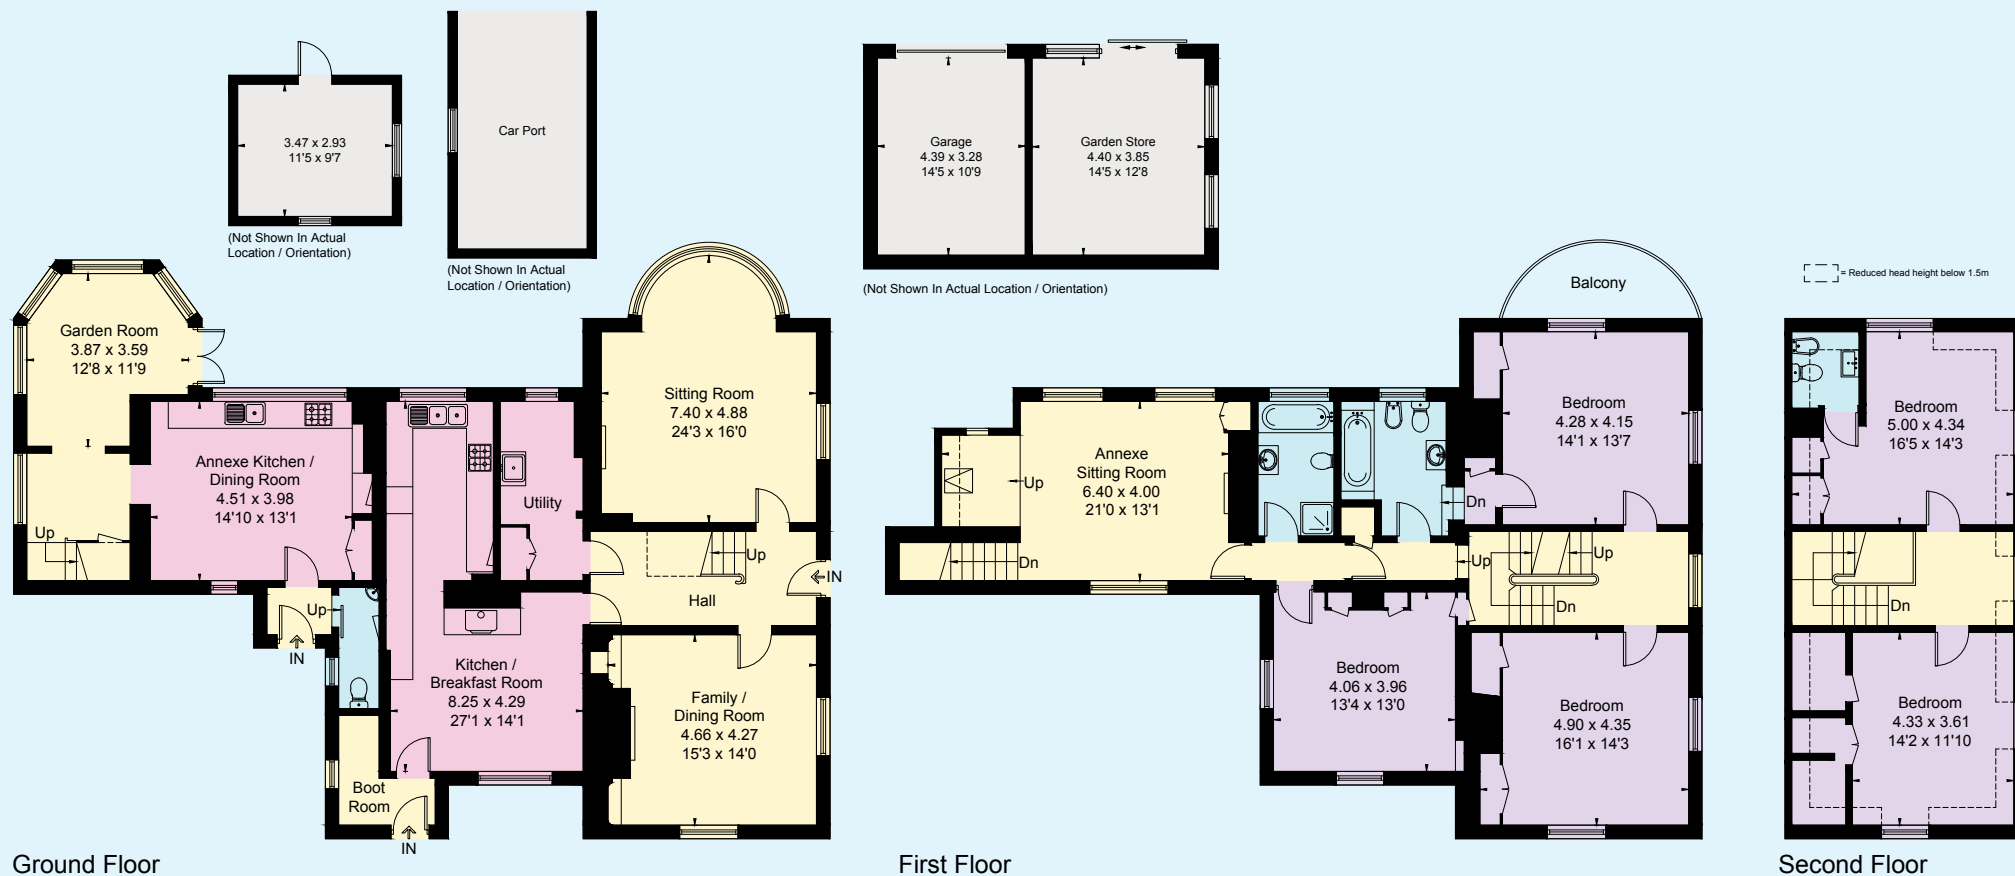 3.47 x 2.93
11'5 x 9'7
(Not Shown In Actual
Location / Orientation)
Car Port
(Not Shown In Actual
Location / Orientation)
Garage
4.39 x 3.28
14'5 x 10'9
Garden Store
4.40 x 3.85
14'5 x 12'8
(Not Shown In Actual Location / Orientation)
= Reduced head height below 1.5m
Garden Room
3.87 x 3.59
12'8 x 11'9
Annexe Kitchen /
Dining Room
4.51 x 3.98
14'10 x 13'1
Up
Up
IN
Utility
Sitting Room
7.40 x 4.88
24'3 x 16'0
Up
IN
Hall
Kitchen /
Breakfast Room
8.25 x 4.29
27'1 x 14'1
Family /
Dining Room
4.66 x 4.27
15'3 x 14'0
Boot
Room
IN
Ground Floor
Balcony
Annexe
Sitting Room
6.40 x 4.00
21'0 x 13'1
Up
Dn
Dn
Bedroom
4.28 x 4.15
14'1 x 13'7
Up
Up
Dn
Bedroom
4.06 x 3.96
13'4 x 13'0
Bedroom
4.90 x 4.35
16'1 x 14'3
First Floor
Bedroom
5.00 x 4.34
16'5 x 14'3
Dn
Bedroom
4.33 x 3.61
14'2 x 11'10
Second Floor